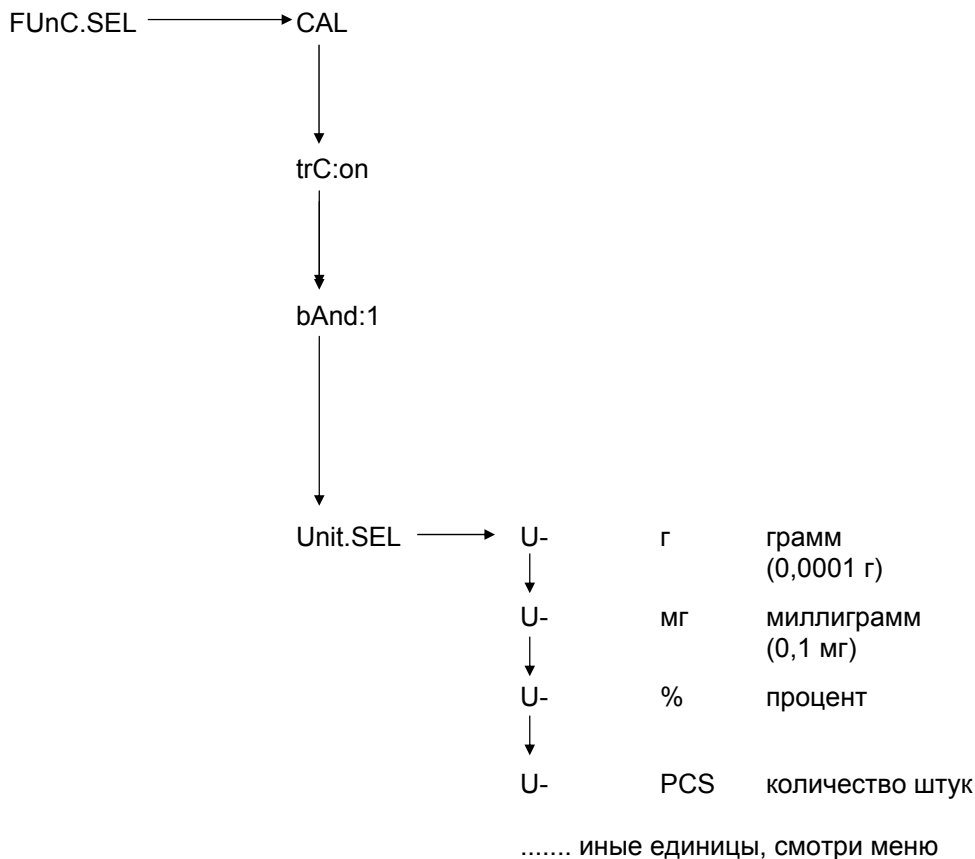 FUnC.SEL CAL
trC:on
bAnd:1
Unit.SEL U- г грамм
(0,0001 г)
U- мг миллиграмм
(0,1 мг)
U- % процент
U- PCS количество штук
....... иные единицы, смотри меню